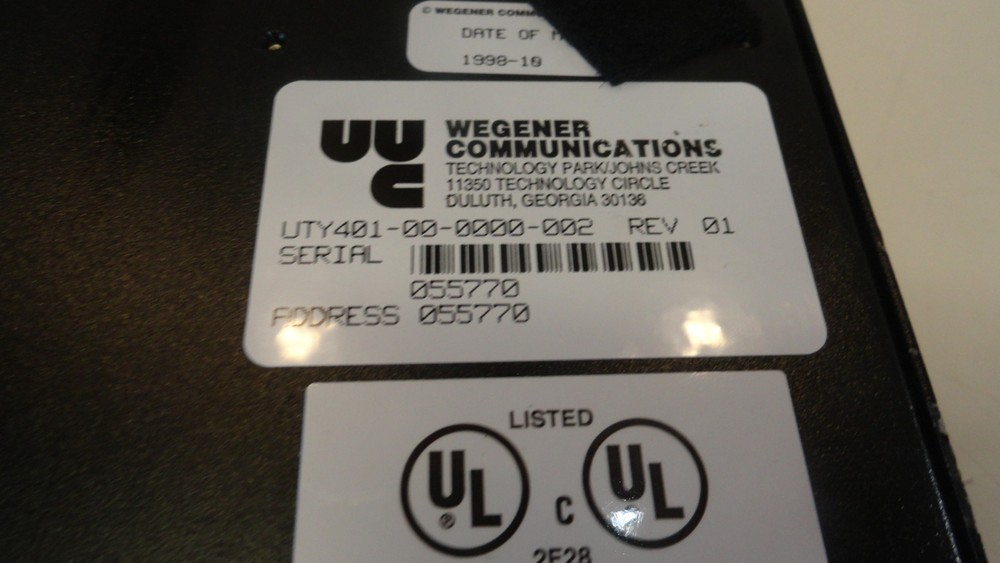 © WEGENER COMM
DATE OF M
1998-10
WEGENER
COMMUNICATIONS
TECHNOLOGY PARK/JOHNS CREEK
11350 TECHNOLOGY CIRCLE
DULUTH, GEORGIA 30136
UTY401-00-0000-002 REV 01
SERIAL
055770
ADDRESS 055770
LISTED
UL ® C UL
2F28